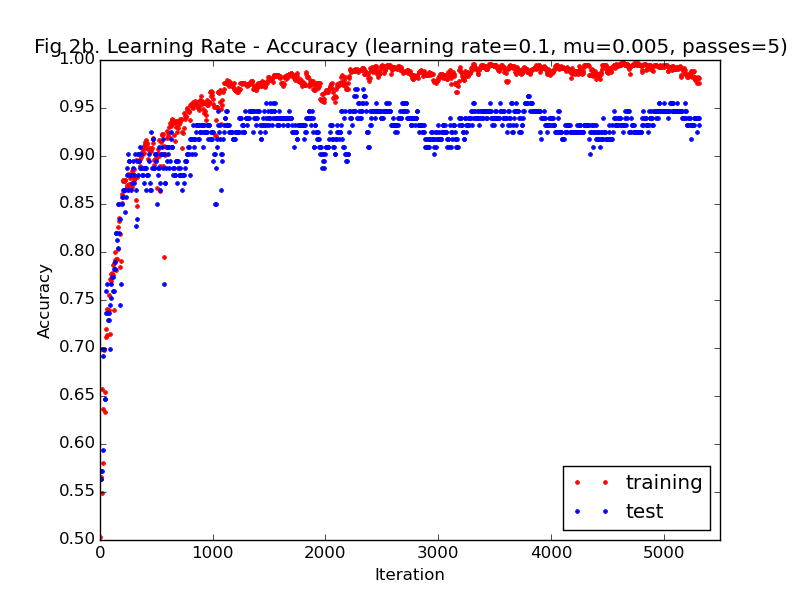 Fig 2b. Learning Rate - Accuracy (learning rate=0.1, mu=0.005, passes=5)
1.00
0.95
0.90
0.85
0.80
0.75
0.70
0.65
0.60
0.55
0.50
Accuracy
0 1000 2000 3000 4000 5000
Iteration
training
test